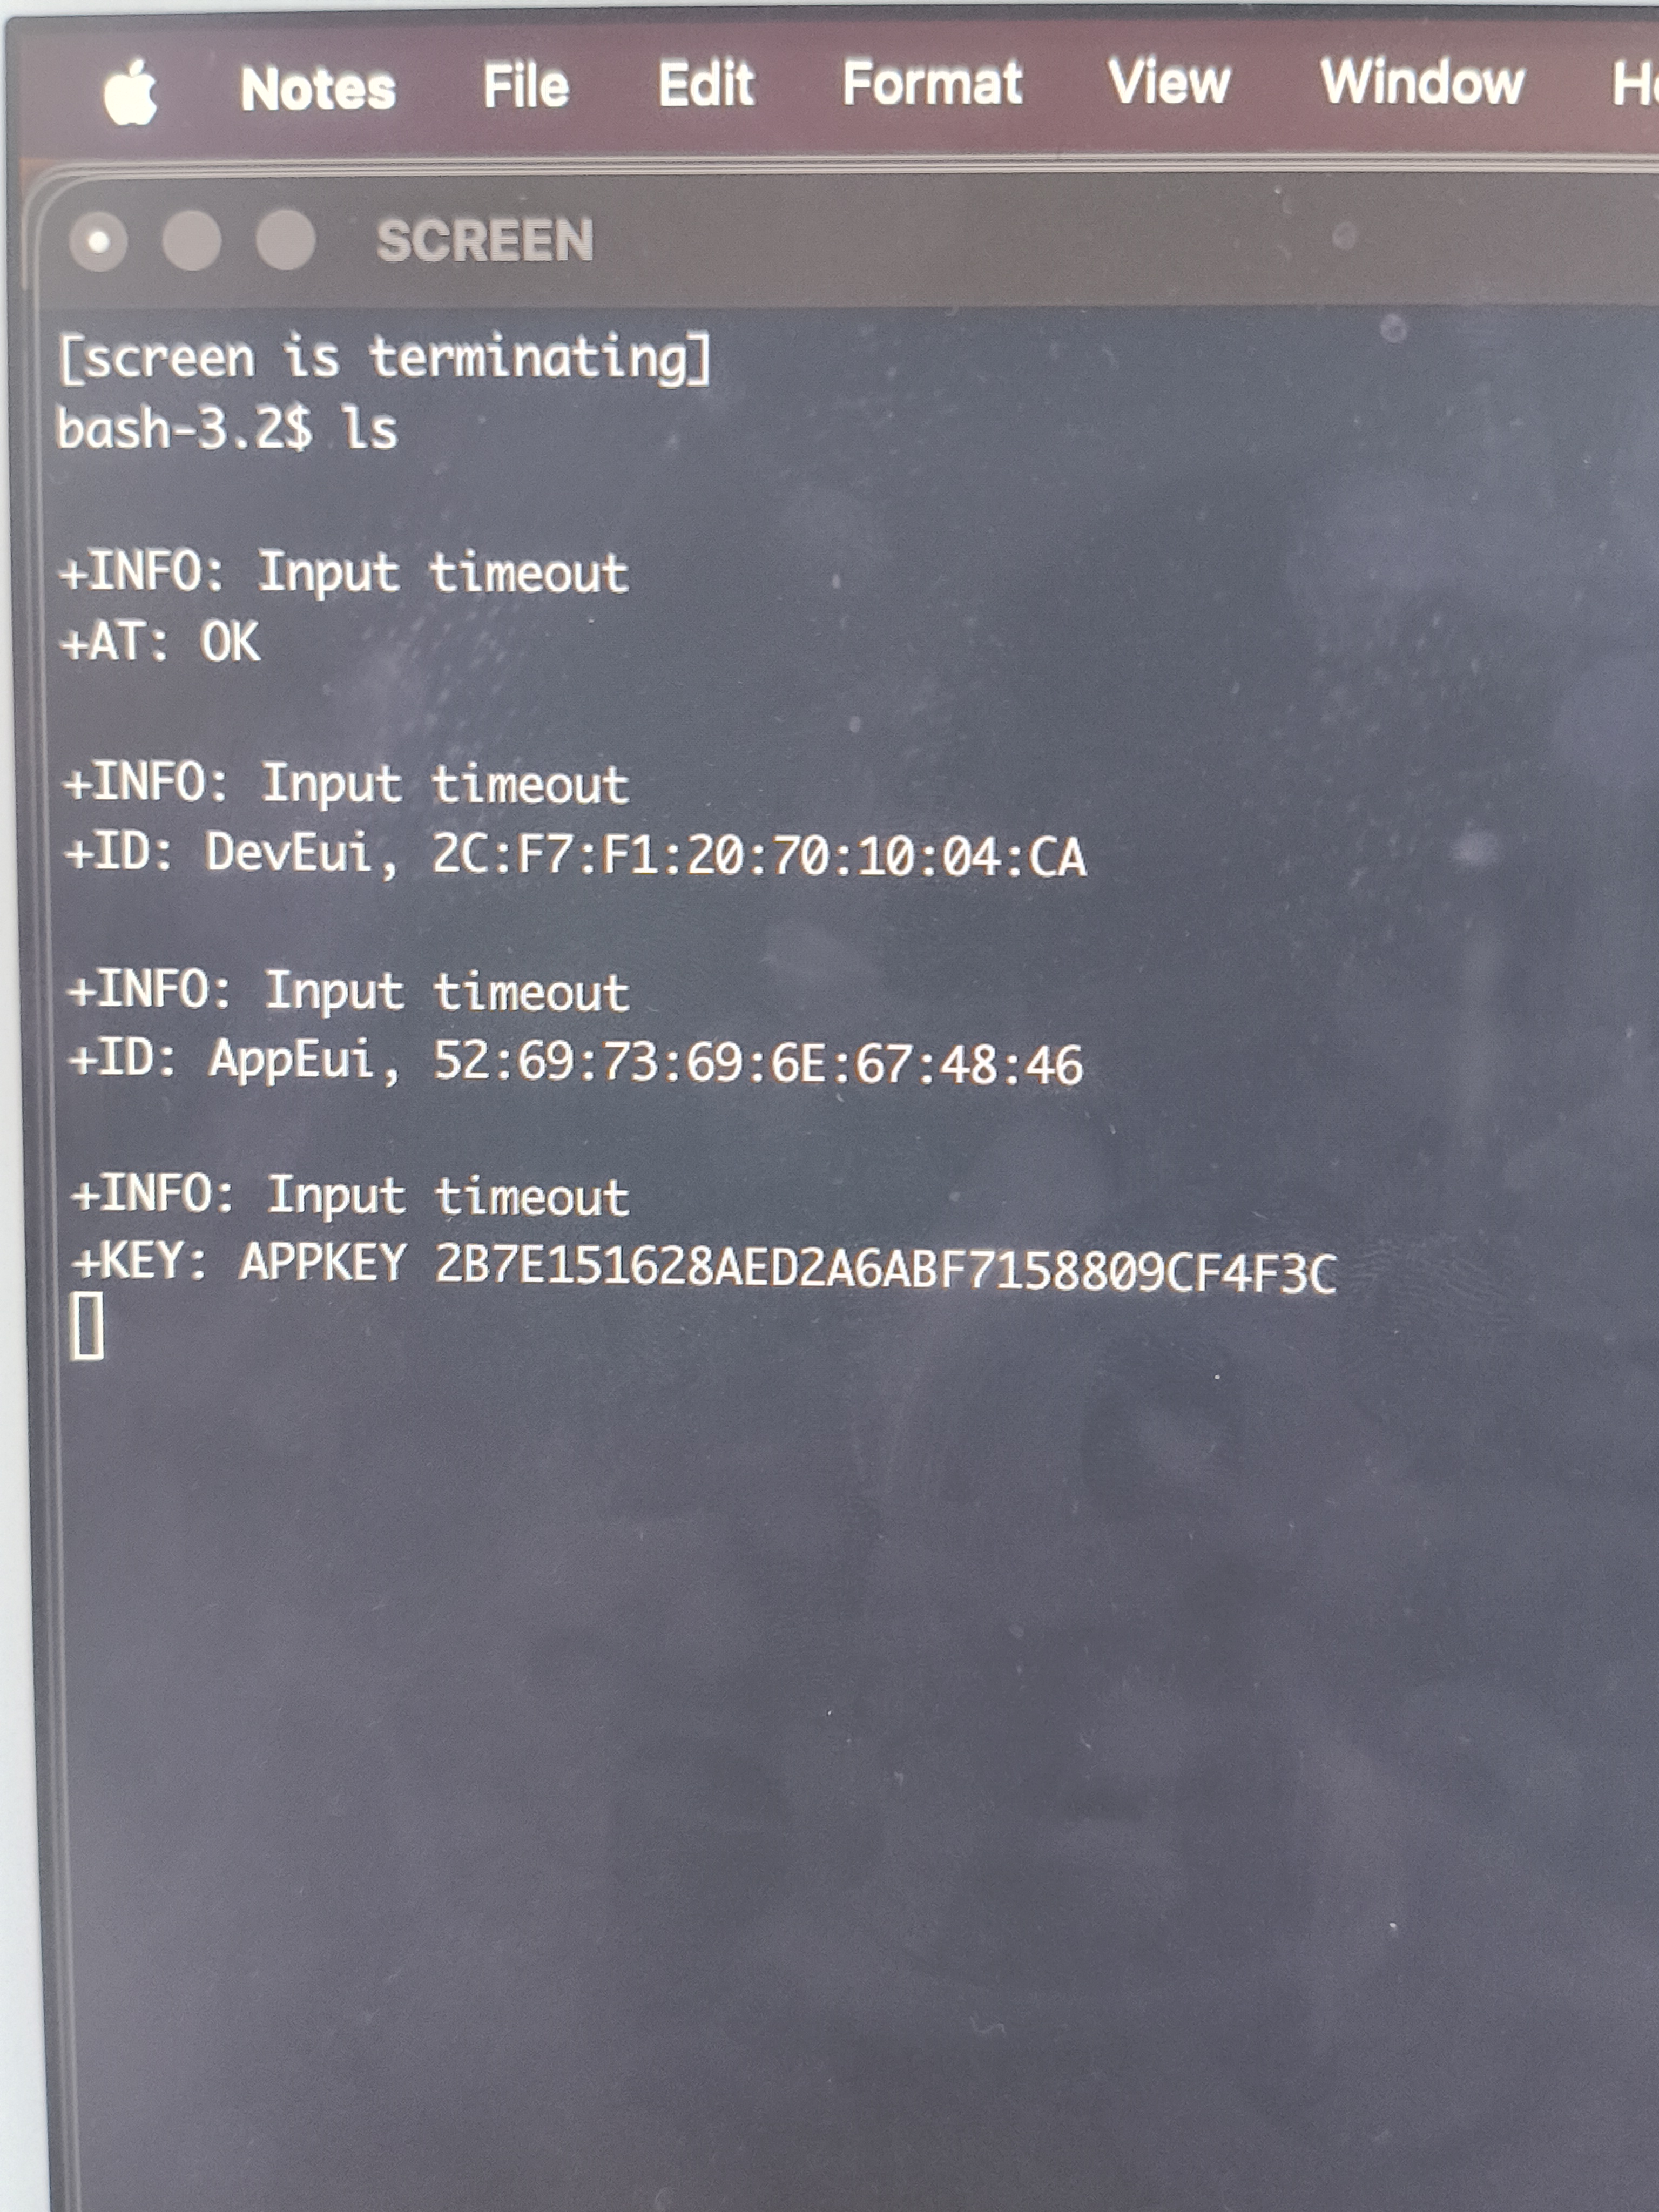 Notes File Edit Format View Window
SCREEN
[screen is terminating]
bash-3.2$ ls
+INFO: Input timeout
+AT: OK
+INFO: Input timeout
+ID: DevEui, 2C:F7:F1:20:70:10:04:CA
+INFO: Input timeout
+ID: AppEui, 52:69:73:69:6E:67:48:46
+INFO: Input timeout
+KEY: APPKEY 2B7E151628AED2A6ABF7158809CF4F3C